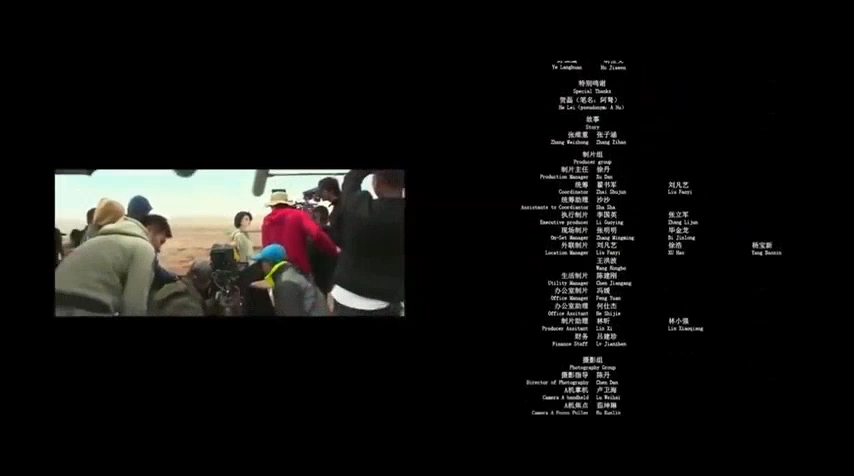 Ye Langhuan Hu Jiawen
特别鸣谢
Special Thanks
贺磊（笔名：阿弩）
He Lei (pseudonym: A Nu)
故事
Story
张维重 张子涵
Zhang Weizhong Zhang Zihan
制片组
Producer group
制片主任 徐丹
Production Manager Xu Dan
统筹 翟书军 刘凡艺
Coordinator Zhai Shujun Liu Fanyi
统筹助理 沙沙
Assistants to Coordinator Sha Sha
执行制片 李国英 张立军
Executive producer Li Guoying Zhang Lijun
现场制片 张明明 毕金龙
On-Set Manager Zhang Mingming Bi Jinlong
外联制片 刘凡艺 徐浩 杨宝新
Location Manager Liu Fanyi XU Hao Yang Baoxin
王洪波
Wang Hongbo
生活制片 陈建刚
Utility Manager Chen Jiangang
办公室制片 冯媛
Office Manager Feng Yuan
办公室助理 何仕杰
Office Assitant He Shijie
制片助理 林昕 林小强
Producer Assitant Lin Xi Lin Xiaoqiang
财务 吕建珍
Finance Staff Lv Jianzhen
摄影组
Photography Group
摄影指导 陈丹
Director of Photography Chen Dan
A机掌机 卢卫海
Camera A handheld Lu Weihai
A机焦点
Camera A Focus Puller